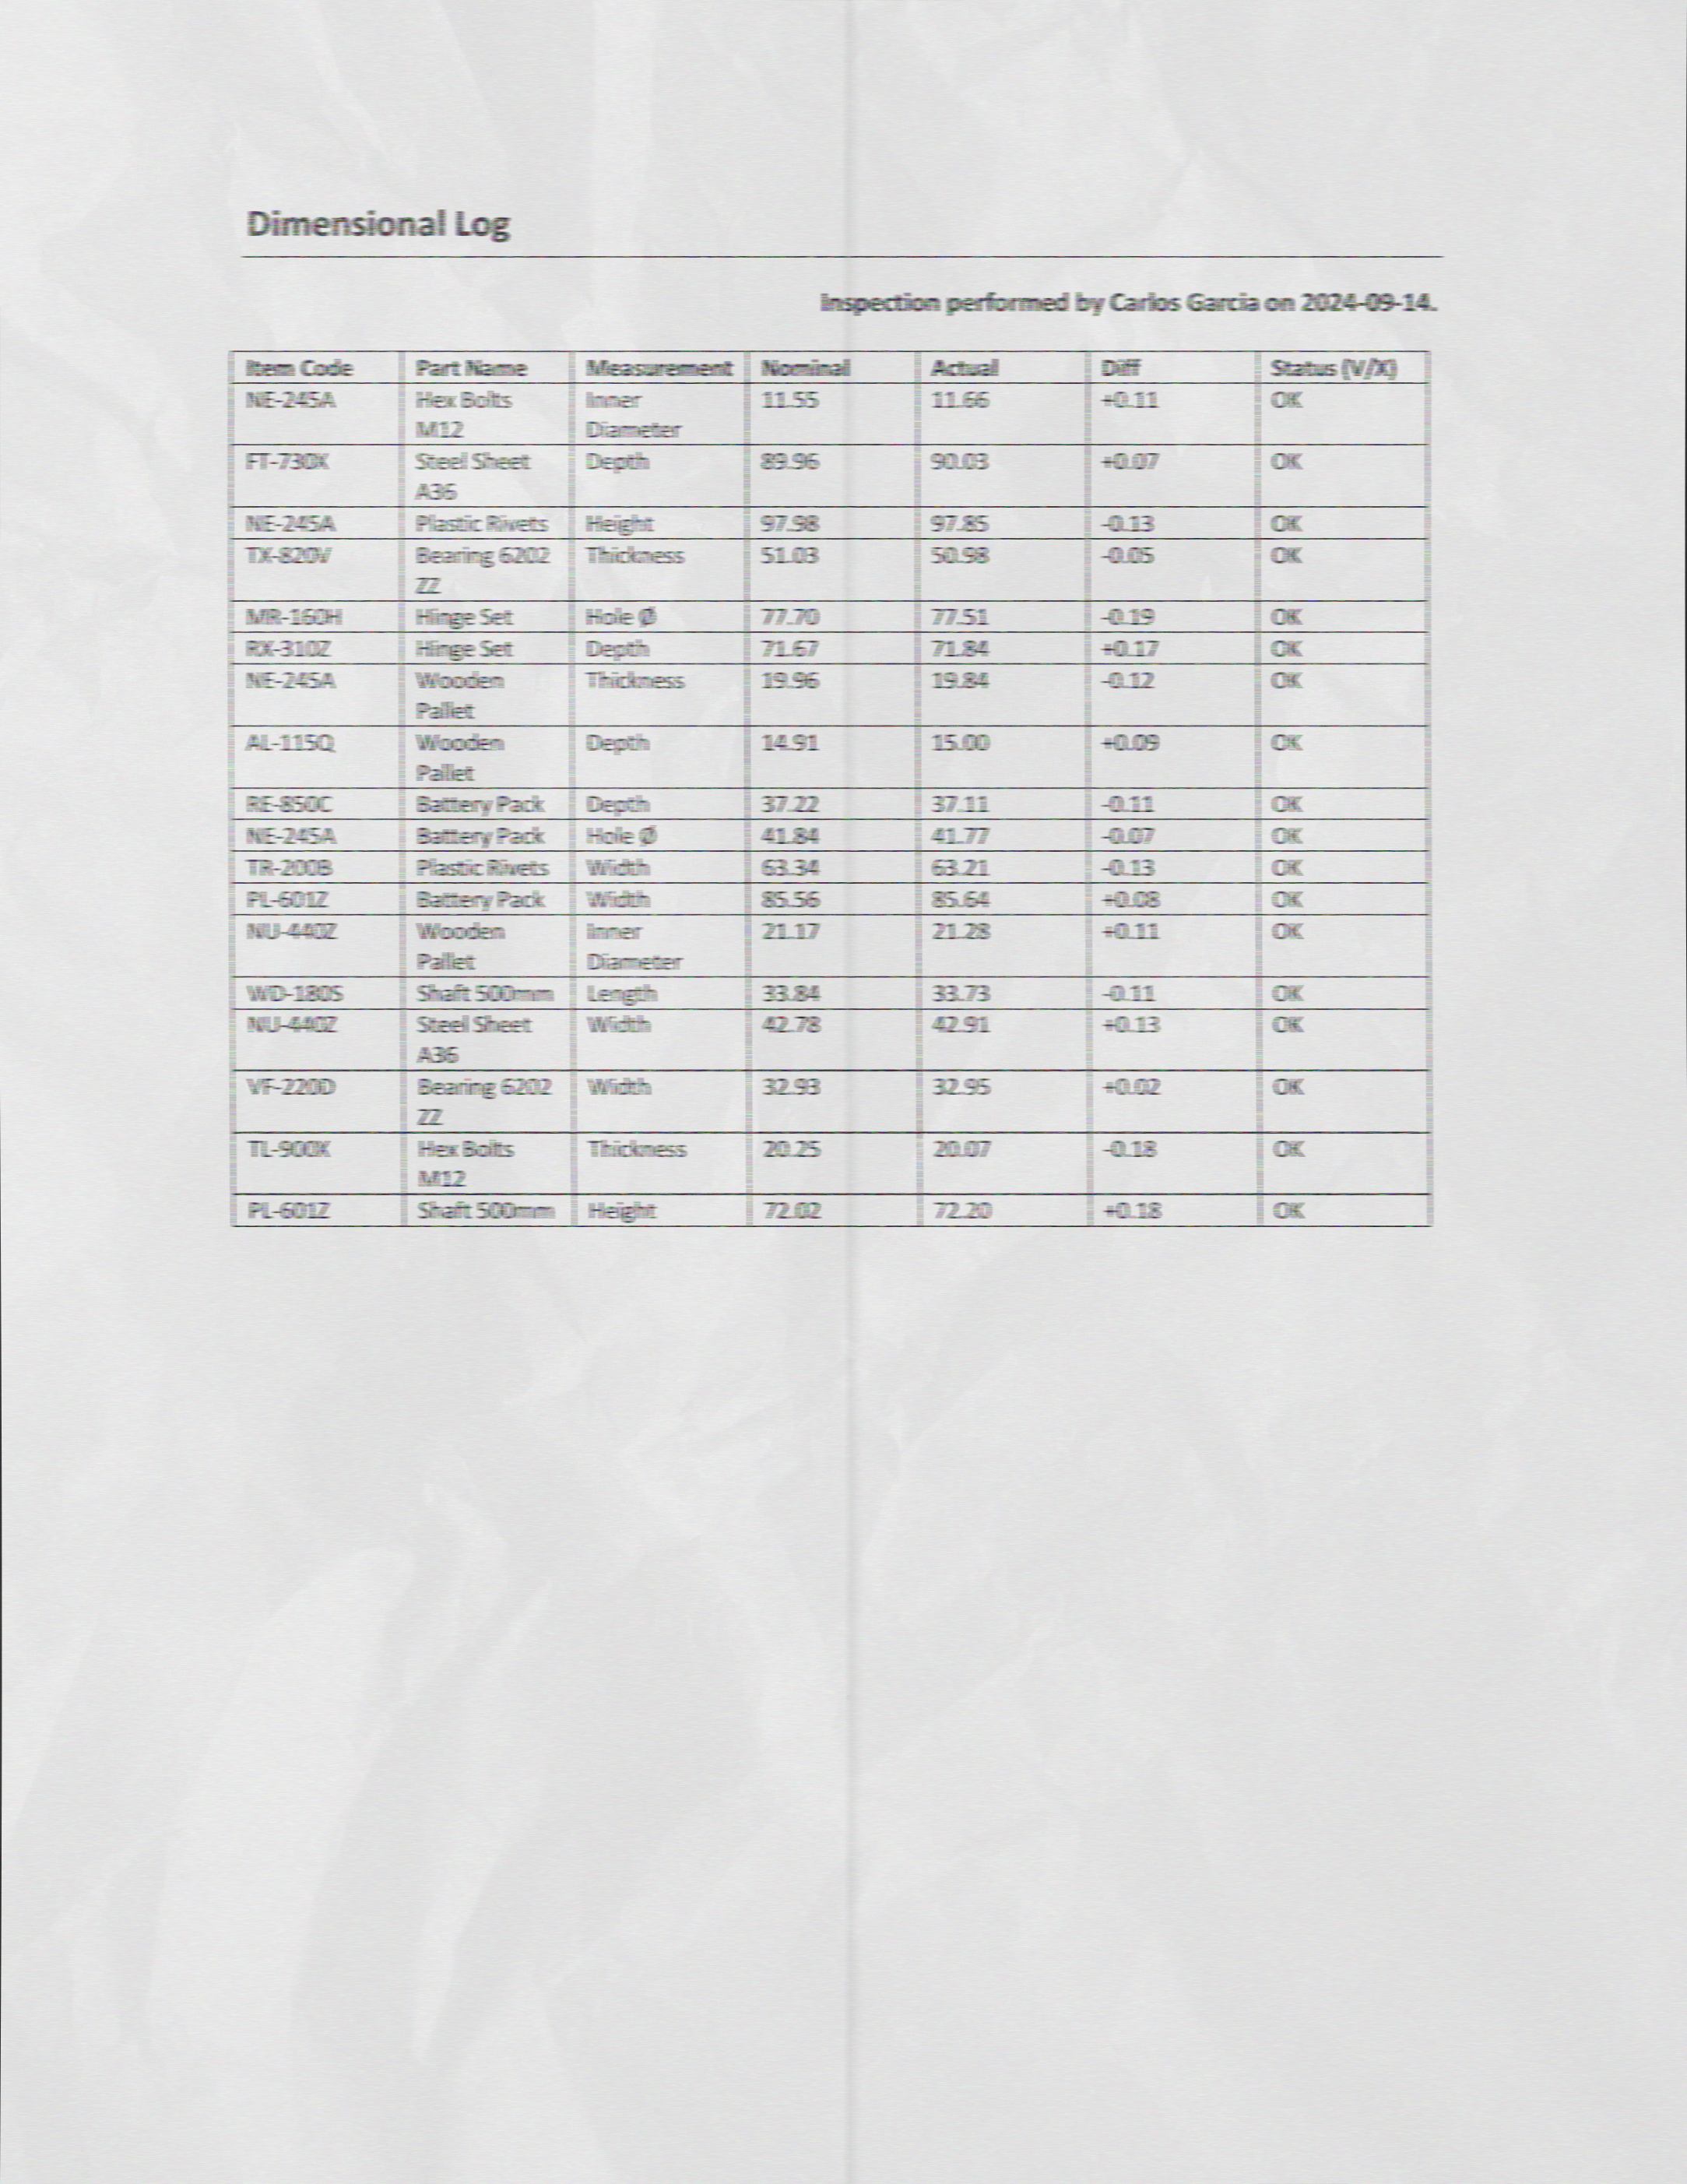 Dimensional Log
Inspection performed by Carlos Garcia on 2024-09-14.
Item Code Part Name Measurement Nominal Actual Diff Status (V/X)
NE-245A Hex Bolts M12 Inner Diameter 11.55 11.66 +0.11 OK
FT-730X Steel Sheet A36 Depth 89.96 90.03 +0.07 OK
NE-245A Plastic Rivets Height 97.98 97.85 -0.13 OK
TX-820V Bearing 6202 ZZ Thickness 51.03 50.98 -0.05 OK
MR-160H Hinge Set Hole Ø 77.70 77.51 -0.19 OK
RX-310Z Hinge Set Depth 71.67 71.84 +0.17 OK
NE-245A Wooden Pallet Thickness 19.96 19.84 -0.12 OK
AL-115Q Wooden Pallet Depth 14.91 15.00 +0.09 OK
RE-850C Battery Pack Depth 37.22 37.11 -0.11 OK
NE-245A Battery Pack Hole Ø 41.84 41.77 -0.07 OK
TR-200B Plastic Rivets Width 63.34 63.21 -0.13 OK
PL-601Z Battery Pack Width 85.56 85.64 +0.08 OK
NU-440Z Wooden Pallet Inner Diameter 21.17 21.28 +0.11 OK
WD-180S Shaft 500mm Length 33.84 33.73 -0.11 OK
NU-440Z Steel Sheet A36 Width 42.78 42.91 +0.13 OK
VF-220D Bearing 6202 ZZ Width 32.93 32.95 +0.02 OK
TL-900X Hex Bolts M12 Thickness 20.25 20.07 -0.18 OK
PL-601Z Shaft 500mm Height 72.02 72.20 +0.18 OK